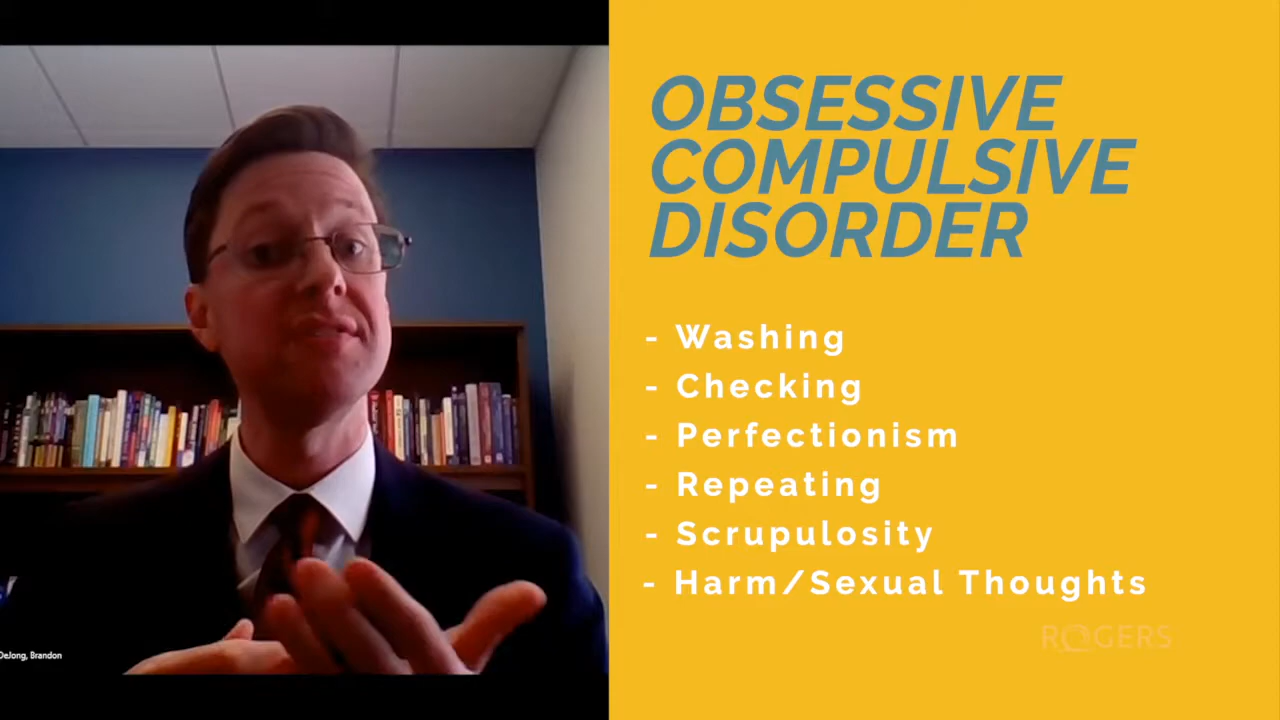 OBSESSIVE
COMPULSIVE
DISORDER
- Washing
- Checking
- Perfectionism
- Repeating
- Scrupulosity
- Harm/Sexual Thoughts
ROGERS
DeJong, Brandon